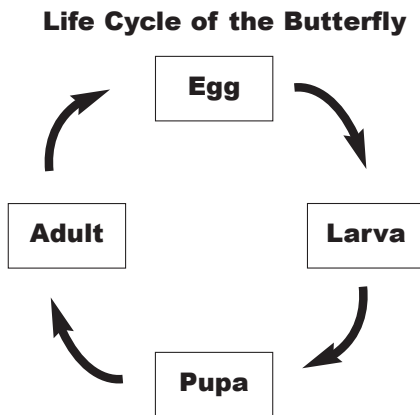 Life Cycle of the Butterfly
Egg
Larva
Pupa
Adult